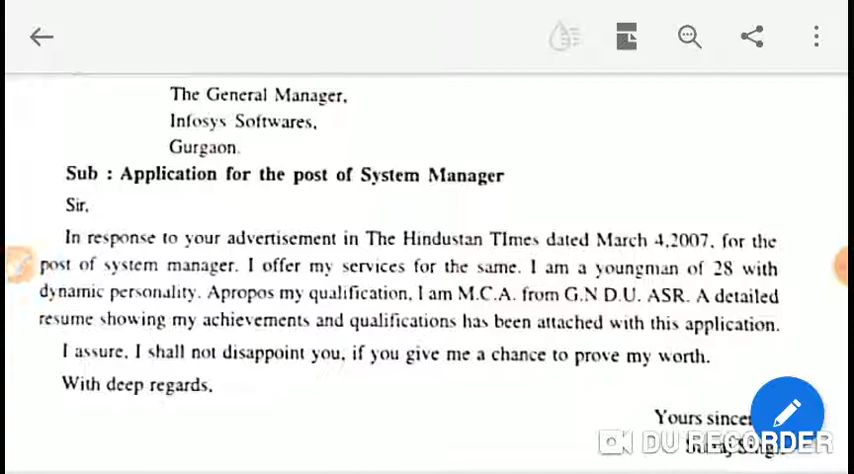 The General Manager,
Infosys Softwares,
Gurgaon.
Sub : Application for the post of System Manager
Sir,
In response to your advertisement in The Hindustan TImes dated March 4,2007, for the
post of system manager. I offer my services for the same. I am a youngman of 28 with
dynamic personality. Apropos my qualification, I am M.C.A. from G.N D.U. ASR. A detailed
resume showing my achievements and qualifications has been attached with this application.
I assure, I shall not disappoint you, if you give me a chance to prove my worth.
With deep regards,
Yours
DU RECORDER